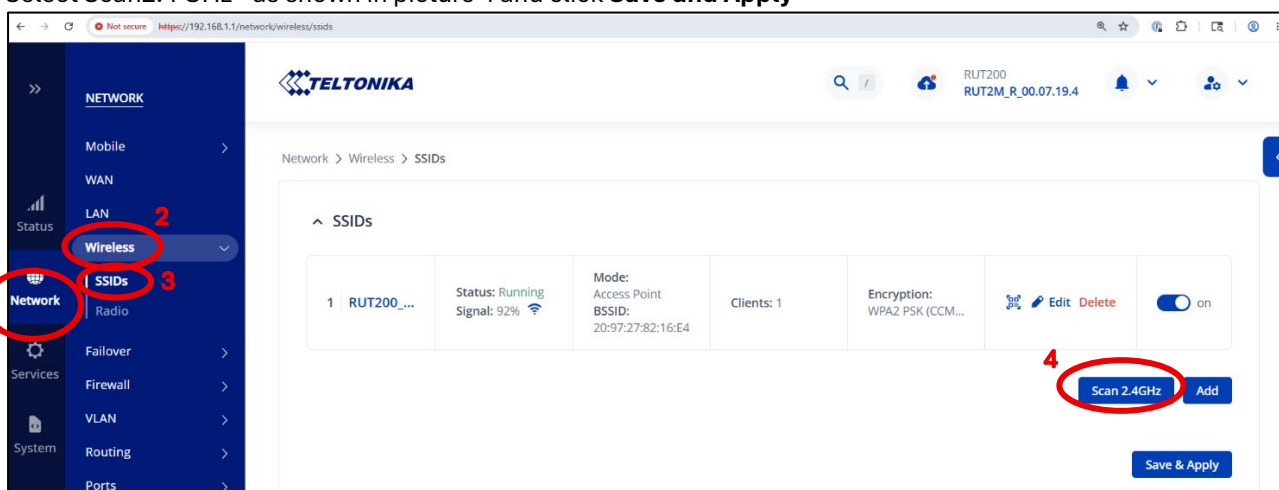 Select Scan2.4 GHz" as shown in picture 4 and click Save and Apply
Not secure https://192.168.1.1/network/wireless/ssids
TELTONIKA
/
RUT200
RUT2M_R_00.07.19.4
NETWORK
Mobile
WAN
LAN
2
Wireless
SSIDs
3
Radio
Failover
Firewall
VLAN
Routing
Ports
Status
Network
Services
System
Network > Wireless > SSIDs
SSIDs
1 RUT200_...
Status: Running
Signal: 92%
Mode:
Access Point
BSSID:
20:97:27:82:16:E4
Clients: 1
Encryption:
WPA2 PSK (CCM...
Edit Delete
on
4
Scan 2.4GHz
Add
Save & Apply